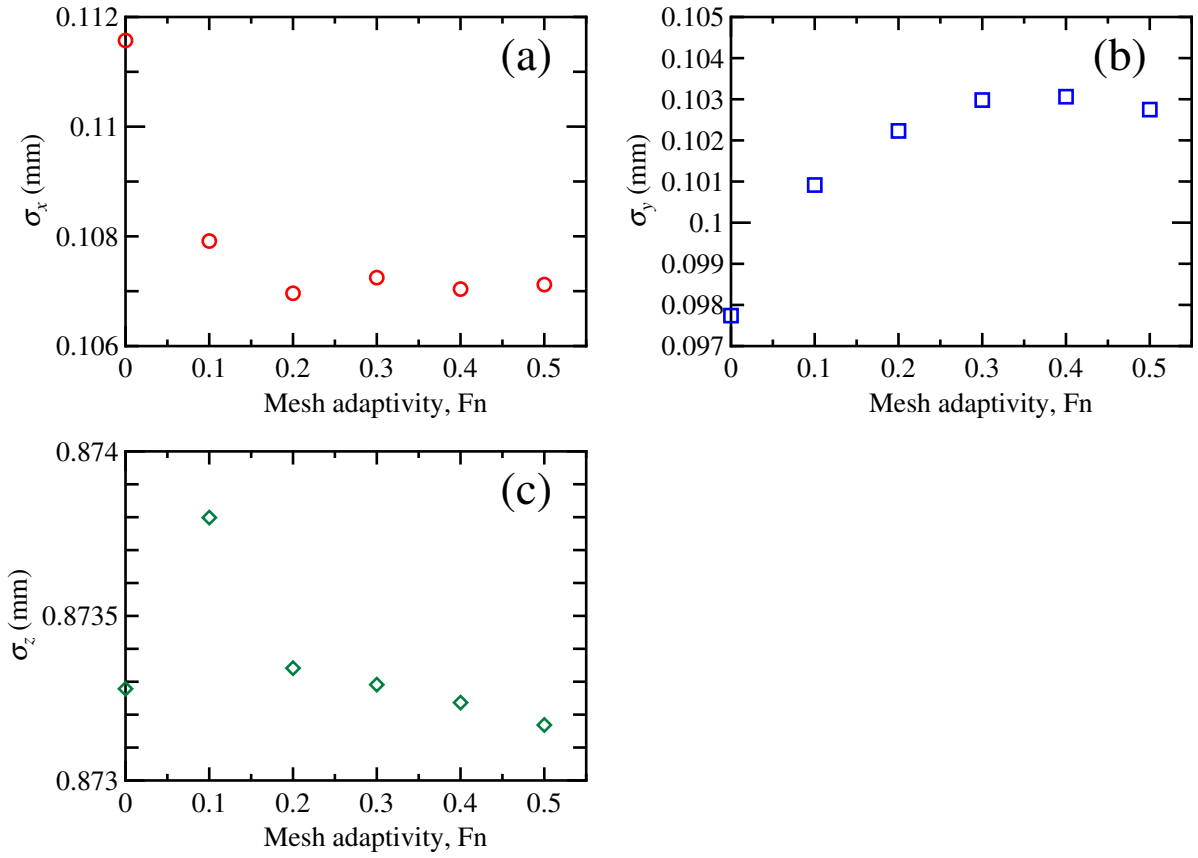 (a)
0.112
0.11
0.108
0.106
σx (mm)
0 0.1 0.2 0.3 0.4 0.5
Mesh adaptivity, Fn
(b)
0.105
0.104
0.103
0.102
0.101
0.1
0.099
0.098
0.097
σy (mm)
0 0.1 0.2 0.3 0.4 0.5
Mesh adaptivity, Fn
(c)
0.874
0.8735
0.873
σz (mm)
0 0.1 0.2 0.3 0.4 0.5
Mesh adaptivity, Fn